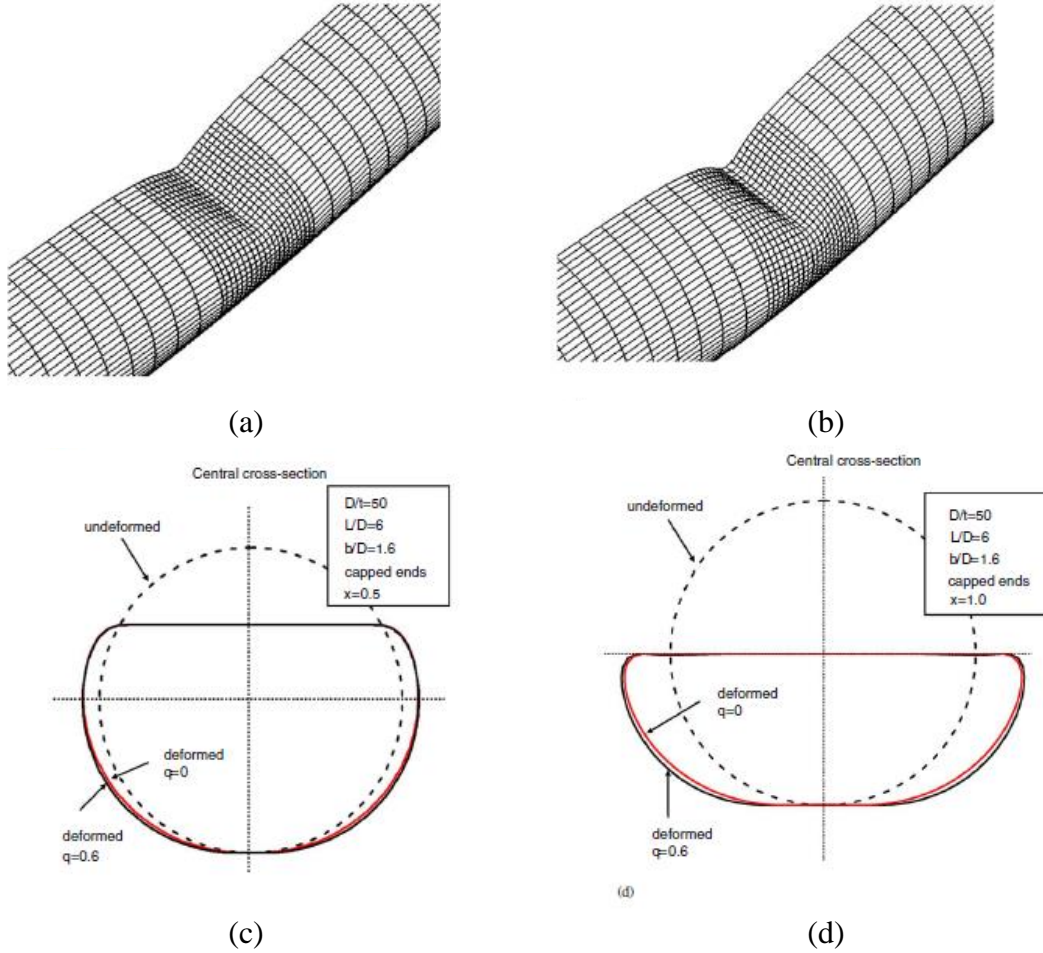 (a)
(b)
Central cross-section
D/t=50
L/D=6
b/D=1.6
capped ends
x=0.5
undeformed
deformed
q=0
deformed
q=0.6
Central cross-section
D/t=50
L/D=6
b/D=1.6
capped ends
x=1.0
undeformed
deformed
q=0
deformed
q=0.6
(d)
(c)
(d)